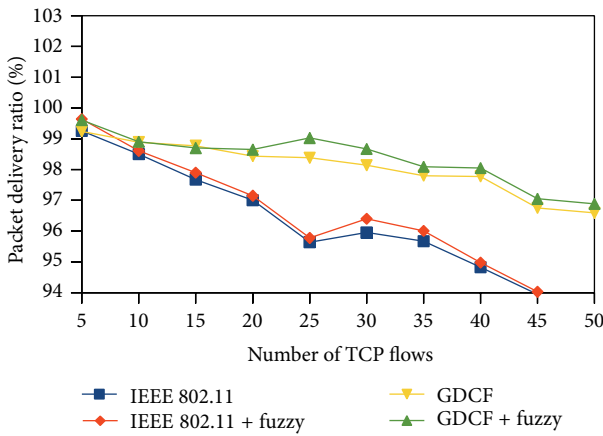 Packet delivery ratio (%)
103
102
101
100
99
98
97
96
95
94
5 10 15 20 25 30 35 40 45 50
Number of TCP flows
IEEE 802.11
IEEE 802.11 + fuzzy
GDCF
GDCF + fuzzy